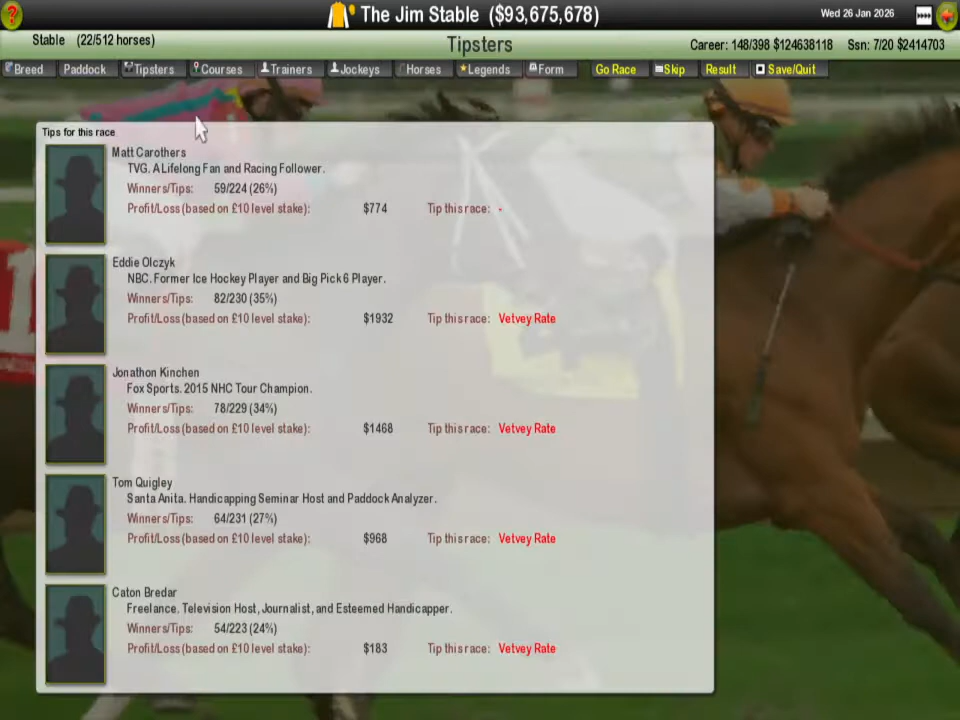 The Jim Stable ($93,675,678)
Wed 26 Jan 2026
Stable (22/512 horses)
Tipsters
Career: 148/398 $124638118 Ssn: 7/20 $2414703
Breed Paddock Tipsters Courses Trainers Jockeys Horses Legends Form Go Race Skip Result Save/Quit
Tips for this race
Matt Carothers
TVG. A Lifelong Fan and Racing Follower.
Winners/Tips: 59/224 (26%)
Profit/Loss (based on £10 level stake): $774 Tip this race: -
Eddie Olczyk
NBC. Former Ice Hockey Player and Big Pick 6 Player.
Winners/Tips: 82/230 (35%)
Profit/Loss (based on £10 level stake): $1932 Tip this race: Vetvey Rate
Jonathon Kinchen
Fox Sports. 2015 NHC Tour Champion.
Winners/Tips: 78/229 (34%)
Profit/Loss (based on £10 level stake): $1468 Tip this race: Vetvey Rate
Tom Quigley
Santa Anita. Handicapping Seminar Host and Paddock Analyzer.
Winners/Tips: 64/231 (27%)
Profit/Loss (based on £10 level stake): $968 Tip this race: Vetvey Rate
Caton Bredar
Freelance. Television Host, Journalist, and Esteemed Handicapper.
Winners/Tips: 54/223 (24%)
Profit/Loss (based on £10 level stake): $183 Tip this race: Vetvey Rate